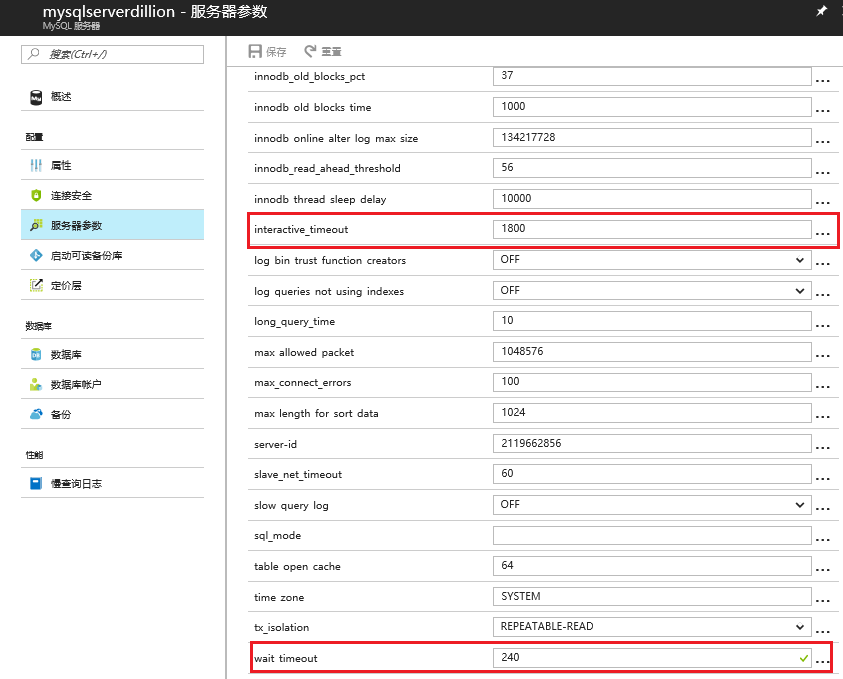 mysqlserverdillion - 服务器参数
MySQL 服务器
搜索(Ctrl+/)
概述
配置
属性
连接安全
服务器参数
启动可读备份库
定价层
数据库
数据库
数据库帐户
备份
性能
慢查询日志
保存 重置
innodb_old_blocks_pct 37 ...
innodb old blocks time 1000 ...
innodb online alter log max size 134217728 ...
innodb_read_ahead_threshold 56 ...
innodb thread sleep delay 10000 ...
interactive_timeout 1800 ...
log bin trust function creators OFF ...
log queries not using indexes OFF ...
long_query_time 10 ...
max allowed packet 1048576 ...
max_connect_errors 100 ...
max length for sort data 1024 ...
server-id 2119662856 ...
slave_net_timeout 60 ...
slow query log OFF ...
sql_mode ...
table open cache 64 ...
time zone SYSTEM ...
tx_isolation REPEATABLE-READ ...
wait timeout 240 ...